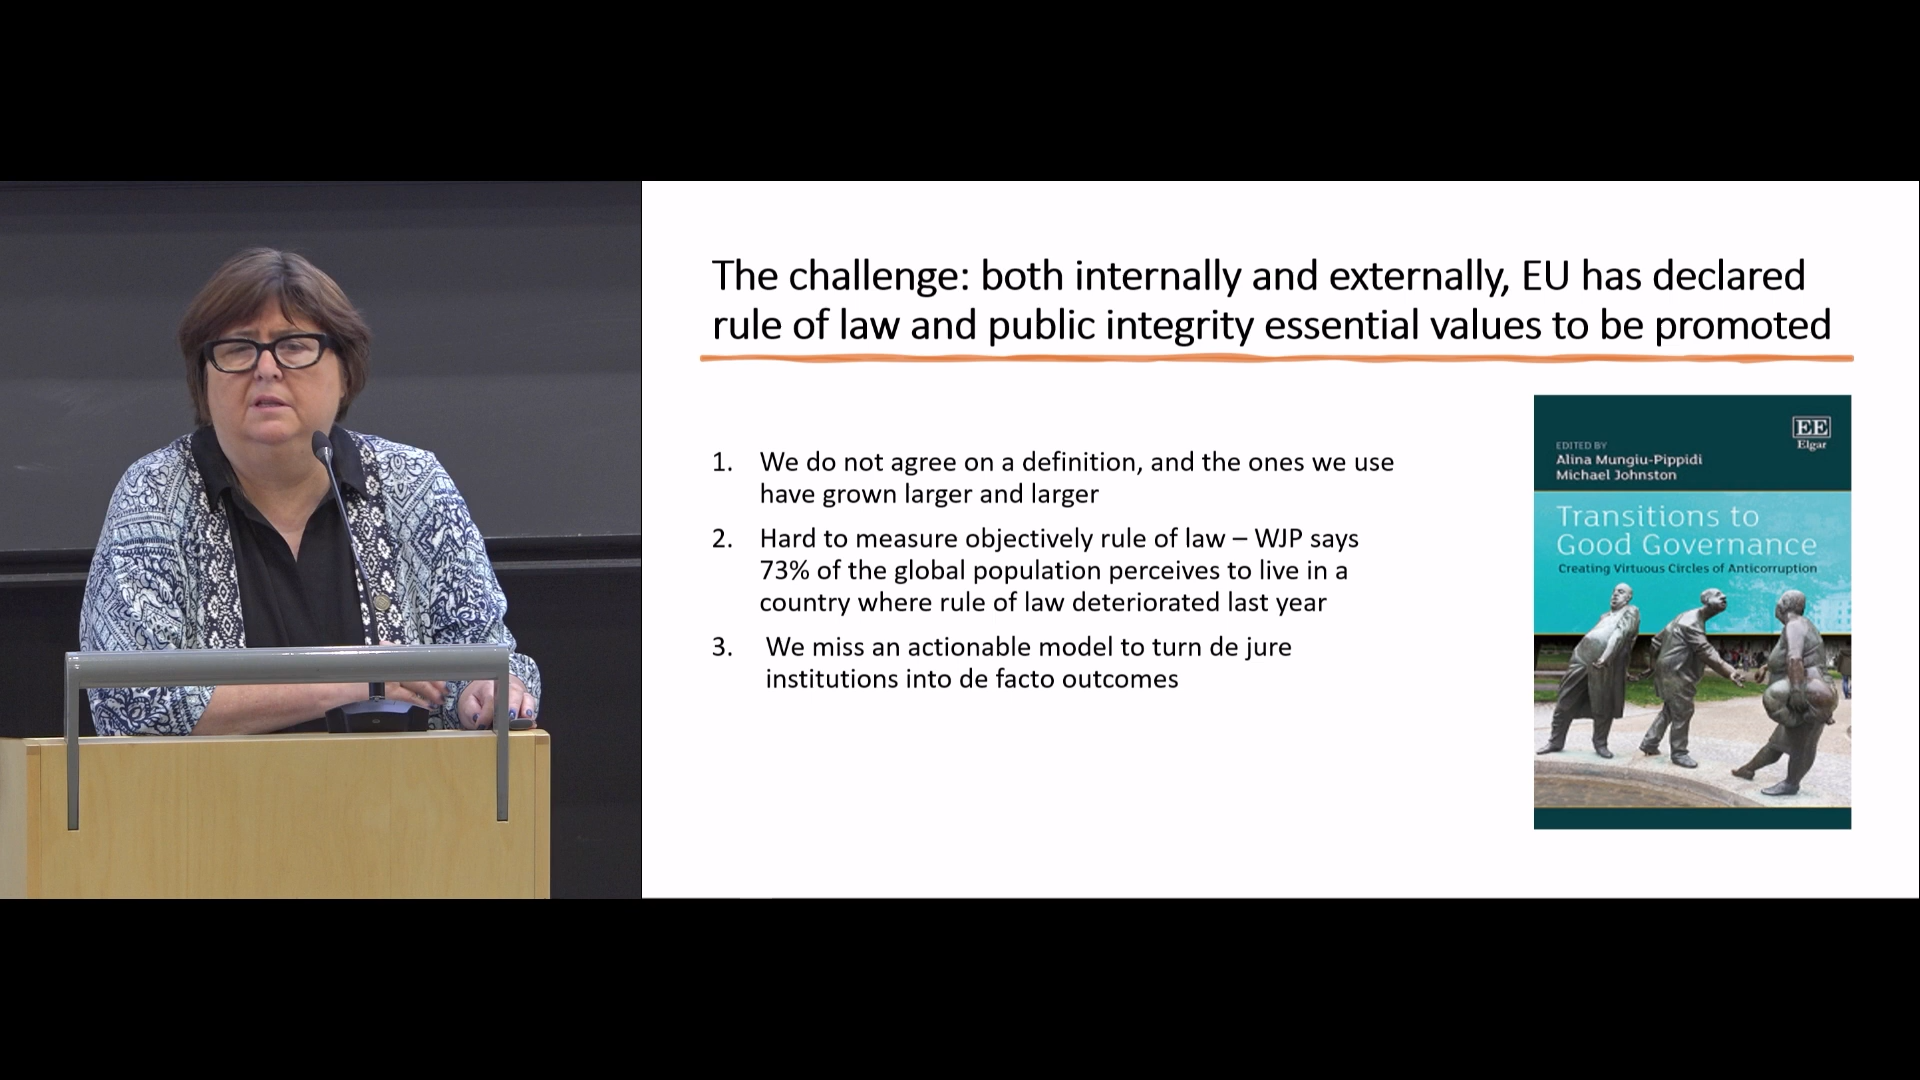 The challenge: both internally and externally, EU has declared
rule of law and public integrity essential values to be promoted
1. We do not agree on a definition, and the ones we use
have grown larger and larger
2. Hard to measure objectively rule of law – WJP says
73% of the global population perceives to live in a
country where rule of law deteriorated last year
3. We miss an actionable model to turn de jure
institutions into de facto outcomes
EE
Elgar
EDITED BY
Alina Mungiu-Pippidi
Michael Johnston
Transitions to
Good Governance
Creating Virtuous Circles of Anticorruption